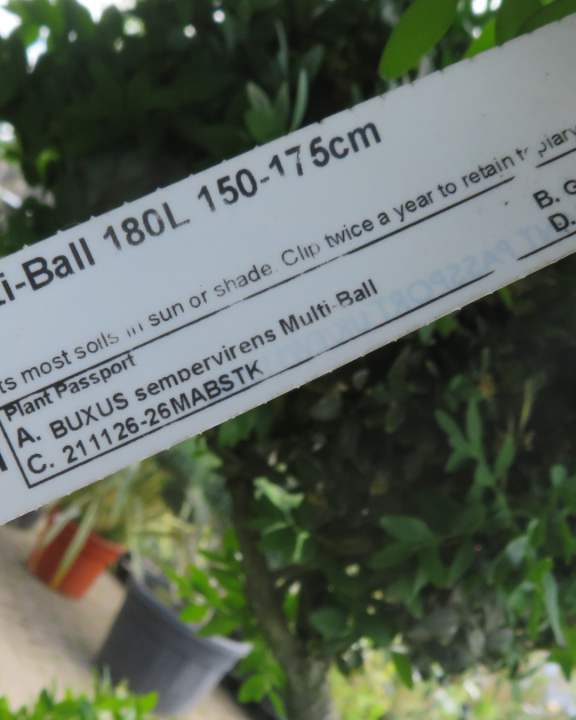 ti-Ball 180L 150-175cm
ts most soils in sun or shade. Clip twice a year to retain
Plant Passport
A. BUXUS sempervirens Multi-Ball
B. G
C. 211126-26MABSTK
D.